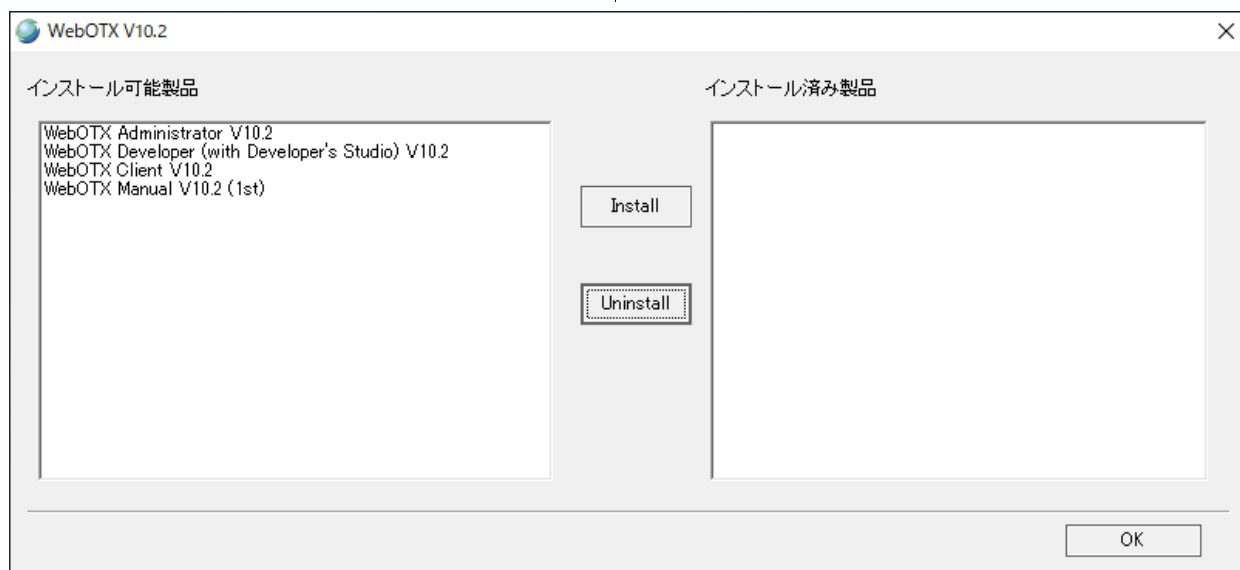 WebOTX V10.2
インストール可能製品
WebOTX Administrator V10.2
WebOTX Developer (with Developer's Studio) V10.2
WebOTX Client V10.2
WebOTX Manual V10.2 (1st)
Install
Uninstall
インストール済み製品
OK